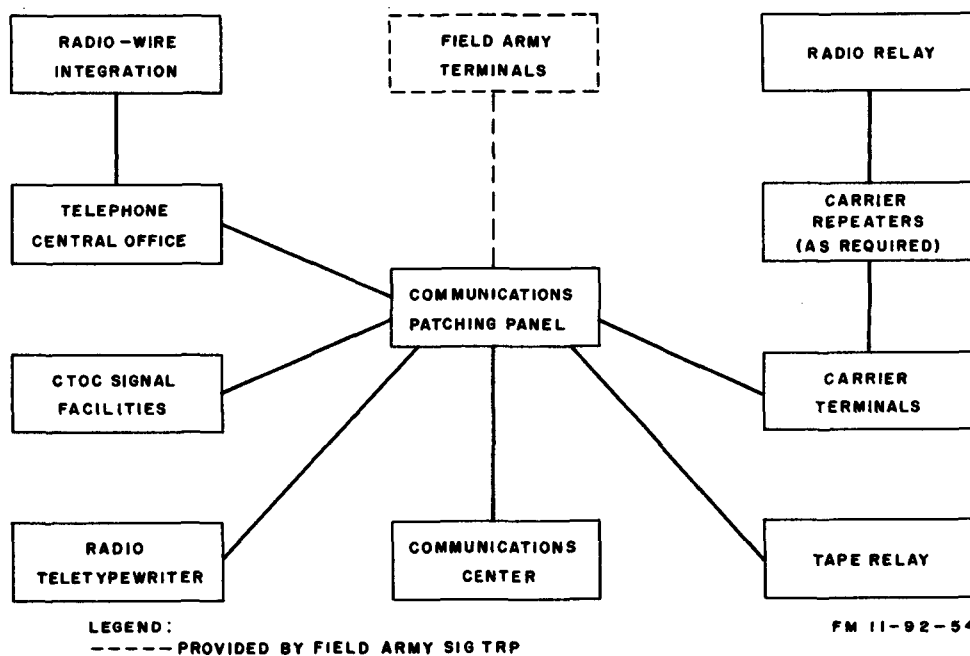 RADIO-WIRE
INTEGRATION
FIELD ARMY
TERMINALS
RADIO RELAY
TELEPHONE
CENTRAL OFFICE
CARRIER
REPEATERS
(AS REQUIRED)
COMMUNICATIONS
PATCHING PANEL
CTOC SIGNAL
FACILITIES
CARRIER
TERMINALS
RADIO
TELETYPEWRITER
COMMUNICATIONS
CENTER
TAPE RELAY
LEGEND:
----- PROVIDED BY FIELD ARMY SIG TRP
FM 11-92-54